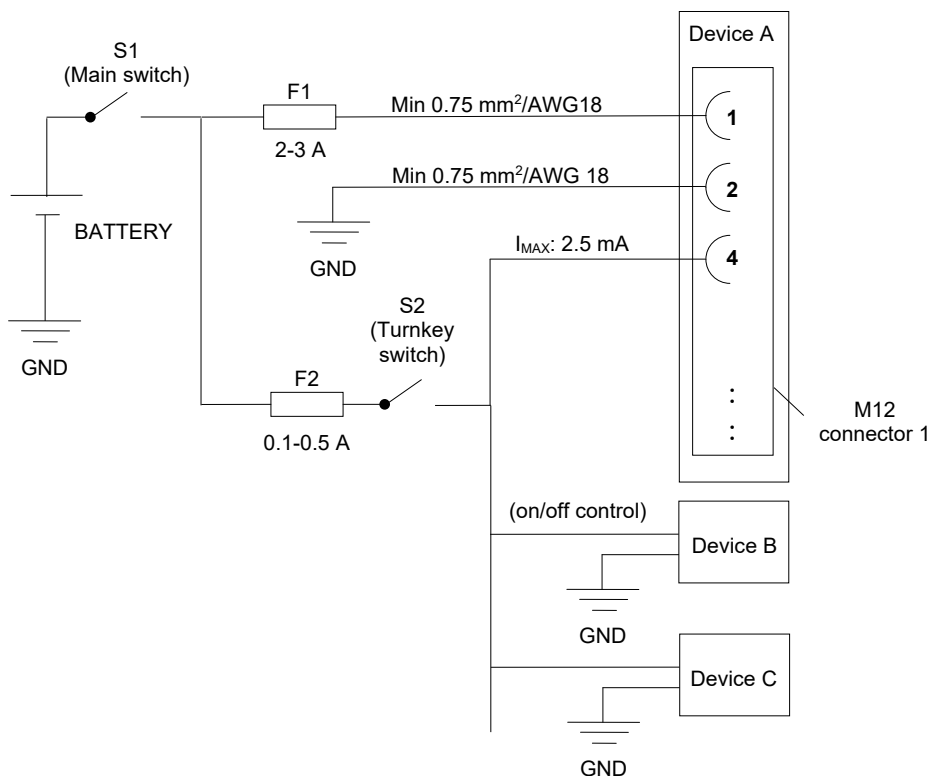 Device A
S1
(Main switch)
F1
Min 0.75 mm²/AWG18
1
2-3 A
Min 0.75 mm²/AWG 18
2
BATTERY
GND
I_MAX: 2.5 mA
4
GND
S2
(Turnkey
switch)
F2
0.1-0.5 A
M12
connector 1
(on/off control)
Device B
GND
Device C
GND